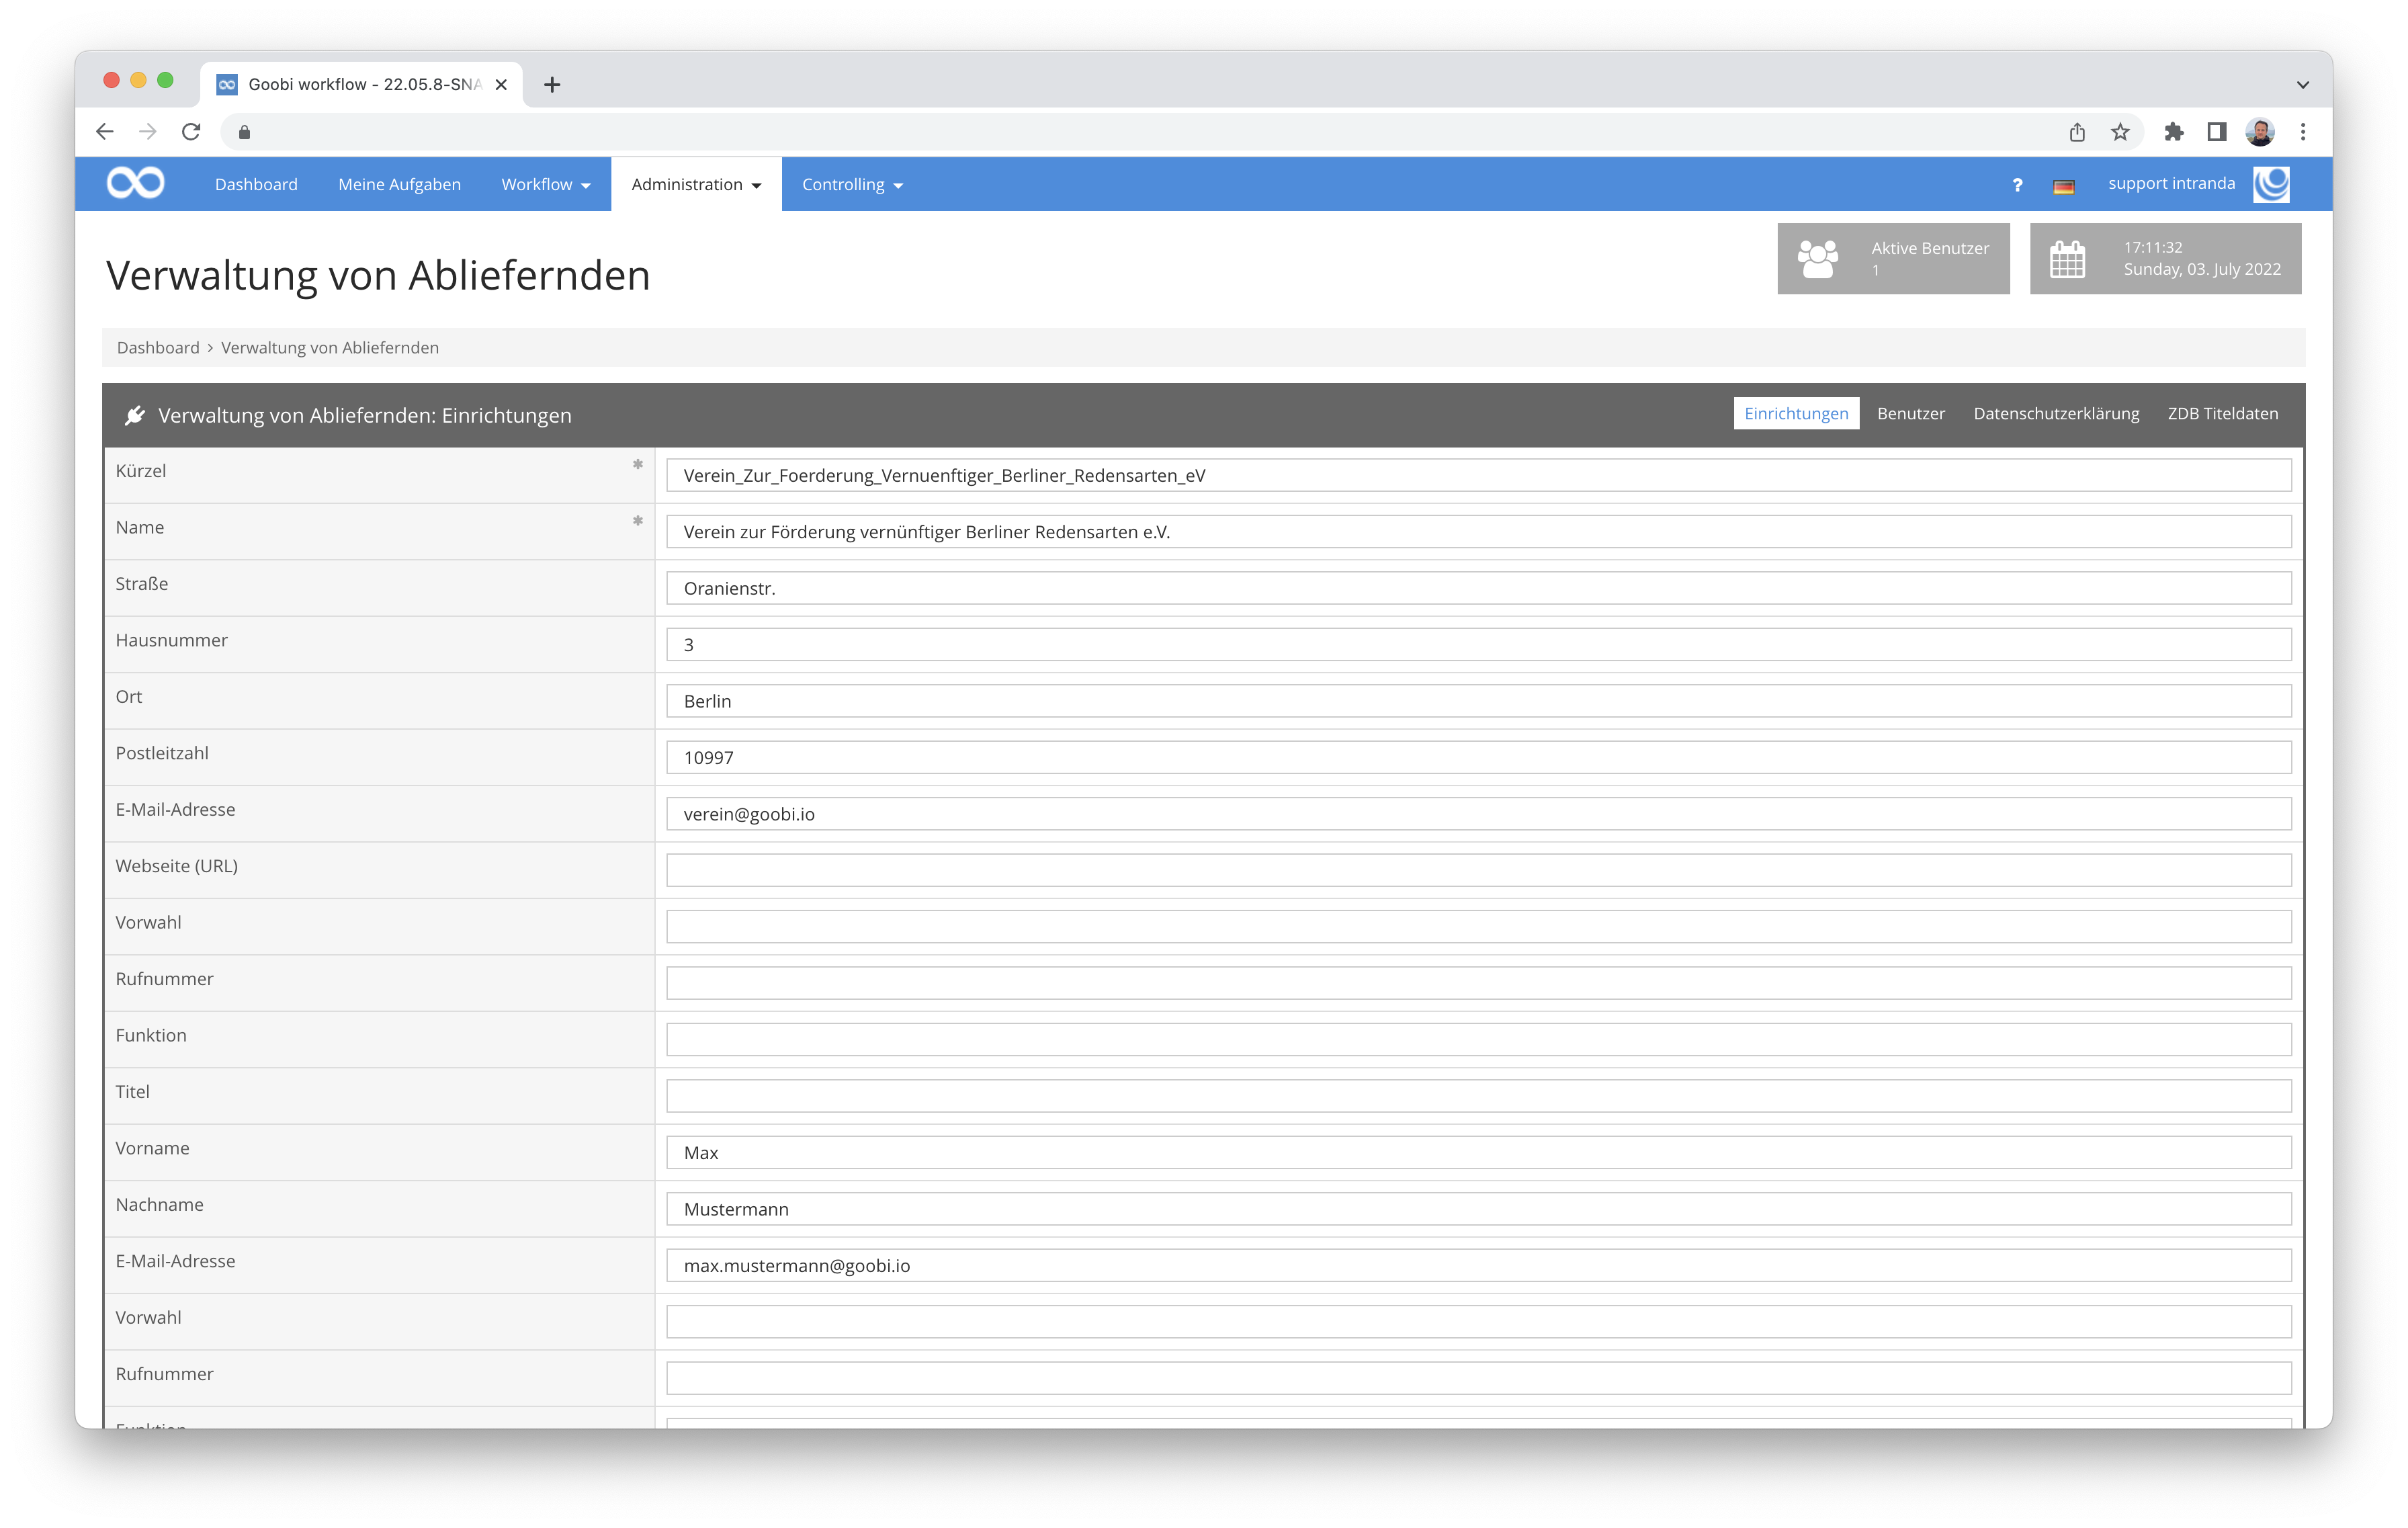 Goobi workflow - 22.05.8-SNA
Dashboard Meine Aufgaben Workflow Administration Controlling ? support intranda
Verwaltung von Abliefernden
Aktive Benutzer
1
17:11:32
Sunday, 03. July 2022
Dashboard › Verwaltung von Abliefernden
Verwaltung von Abliefernden: Einrichtungen Einrichtungen Benutzer Datenschutzerklärung ZDB Titeldaten
Kürzel * Verein_Zur_Foerderung_Vernuenftiger_Berliner_Redensarten_eV
Name * Verein zur Förderung vernünftiger Berliner Redensarten e.V.
Straße Oranienstr.
Hausnummer 3
Ort Berlin
Postleitzahl 10997
E-Mail-Adresse verein@goobi.io
Webseite (URL)
Vorwahl
Rufnummer
Funktion
Titel
Vorname Max
Nachname Mustermann
E-Mail-Adresse max.mustermann@goobi.io
Vorwahl
Rufnummer